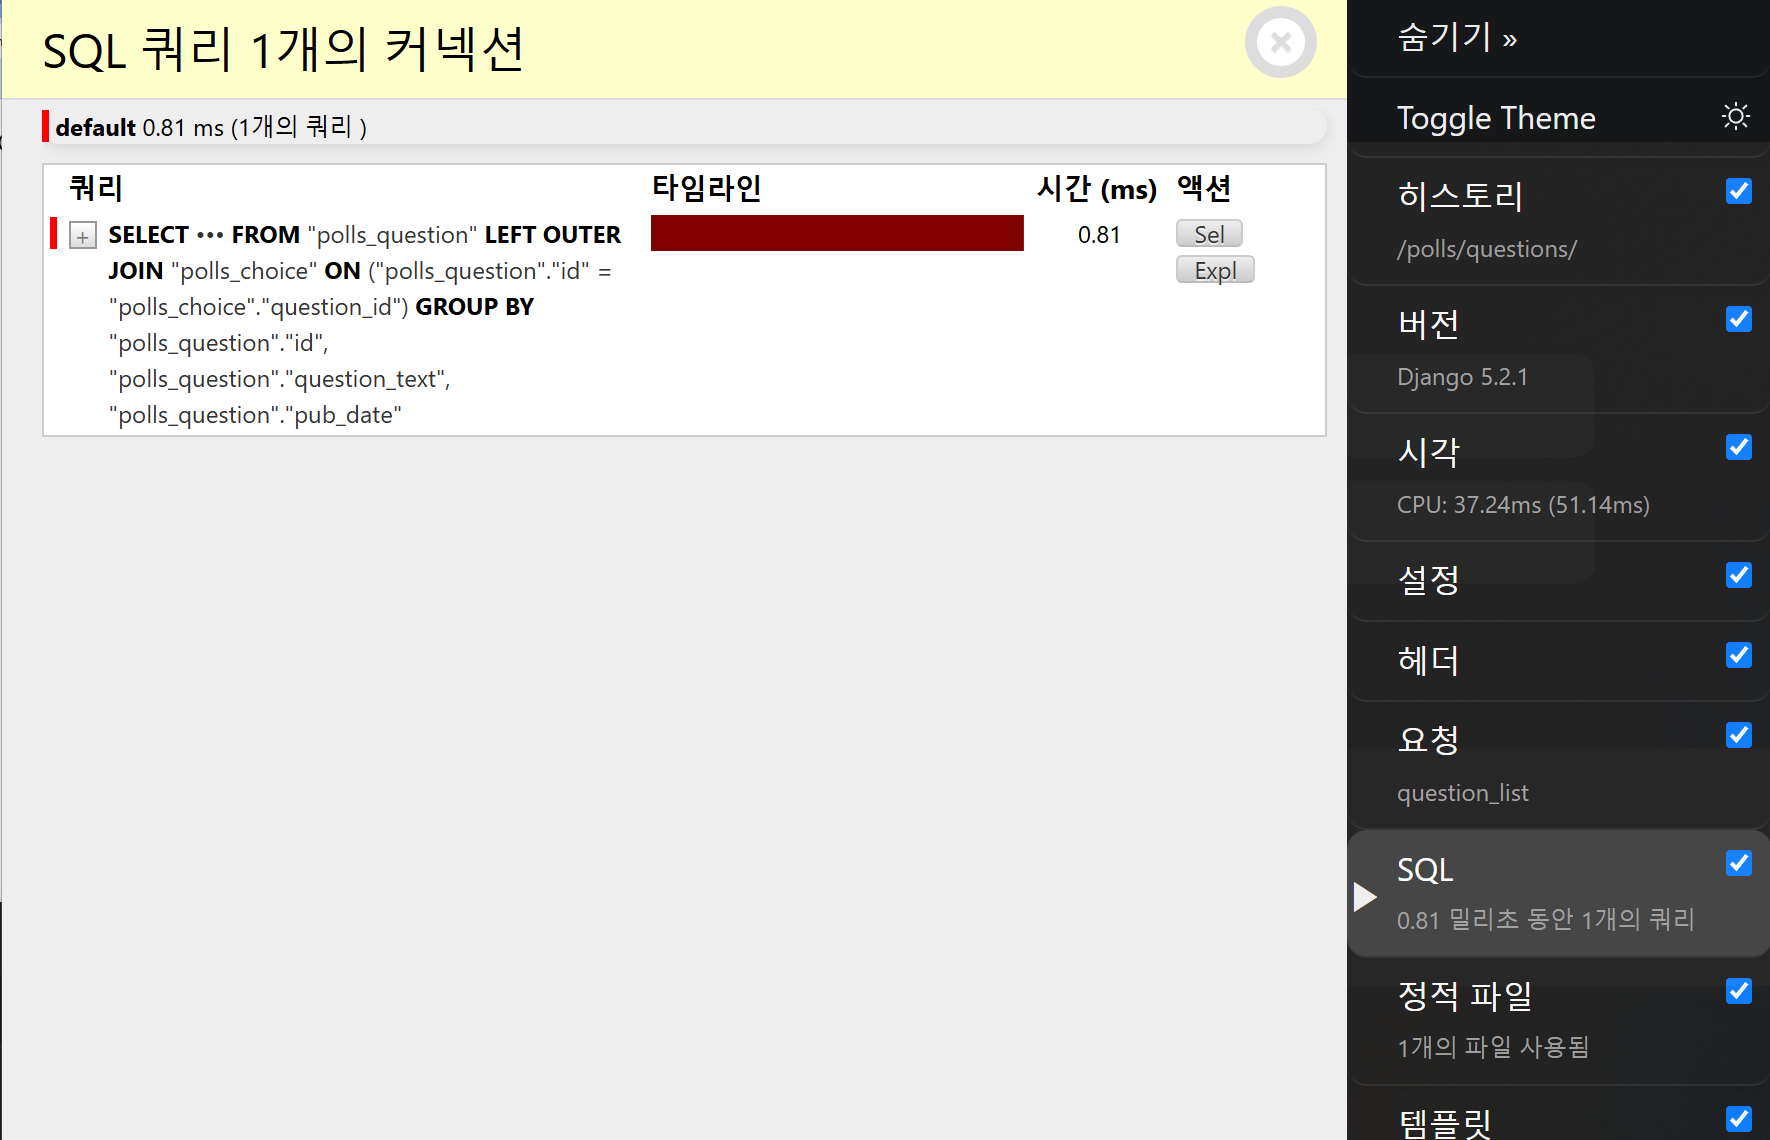 SQL 쿼리 1개의 커넥션
default 0.81 ms (1개의 쿼리 )
쿼리 타임라인 시간 (ms) 액션
+ SELECT ••• FROM "polls_question" LEFT OUTER 0.81 Sel
JOIN "polls_choice" ON ("polls_question"."id" = Expl
"polls_choice"."question_id") GROUP BY
"polls_question"."id",
"polls_question"."question_text",
"polls_question"."pub_date"
숨기기 »
Toggle Theme
히스토리
/polls/questions/
버전
Django 5.2.1
시각
CPU: 37.24ms (51.14ms)
설정
헤더
요청
question_list
SQL
0.81 밀리초 동안 1개의 쿼리
정적 파일
1개의 파일 사용됨
템플릿